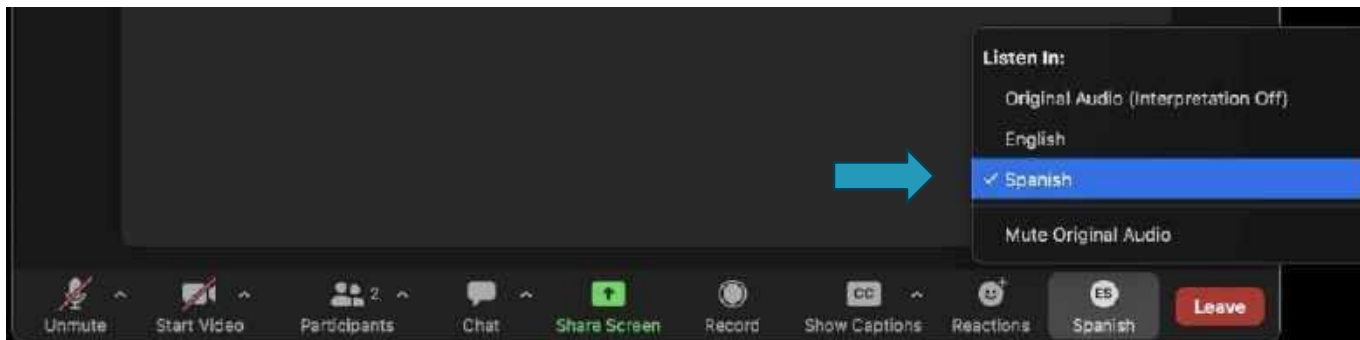 Listen In:
Original Audio (Interpretation Off)
English
✓ Spanish
Mute Original Audio
2
CC
ES
Unmute Start Video Participants Chat Share Screen Record Show Captions Reactions Spanish Leave